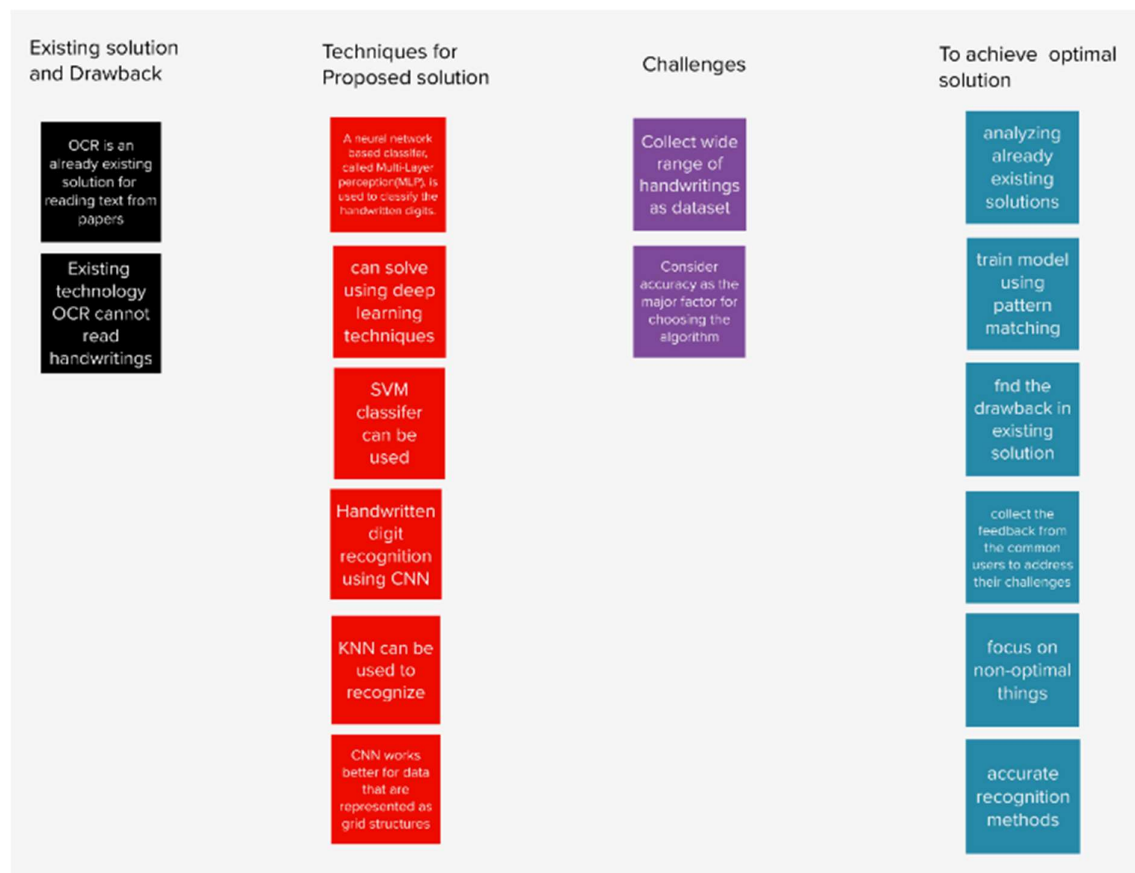 Existing solution
and Drawback
OCR is an
already existing
solution for
reading text from
papers
Existing
technology
OCR cannot
read
handwritings
Techniques for
Proposed solution
A neural network
based classifer,
called Multi-Layer
perception(MLP), is
used to classify the
handwritten digits.
can solve
using deep
learning
techniques
SVM
classifer
can be
used
Handwritten
digit
recognition
using CNN
KNN can be
used to
recognize
CNN works
better for data
that are
represented as
grid structures
Challenges
Collect wide
range of
handwritings
as dataset
Consider
accuracy as the
major factor for
choosing the
algorithm
To achieve optimal
solution
analyzing
already
existing
solutions
train model
using
pattern
matching
fnd the
drawback in
existing
solution
collect the
feedback from
the common
users to address
their challenges
focus on
non-optimal
things
accurate
recognition
methods